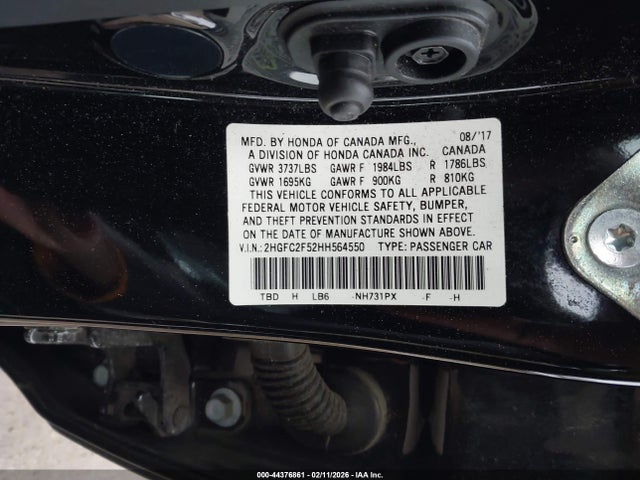 MFD. BY HONDA OF CANADA MFG., 08/'17
A DIVISION OF HONDA CANADA INC. CANADA
GVWR 3737LBS GAWR F 1984LBS R 1786LBS
GVWR 1695KG GAWR F 900KG R 810KG
THIS VEHICLE CONFORMS TO ALL APPLICABLE
FEDERAL MOTOR VEHICLE SAFETY, BUMPER,
AND THEFT PREVENTION STANDARDS IN EFFECT
ON THE DATE OF MANUFACTURE SHOWN ABOVE.
V.I.N.: 2HGFC2F52HH564550 TYPE: PASSENGER CAR
TBD H LB6 -NH731PX -F -H
000-44376861 - 02/11/2026 - IAA Inc.